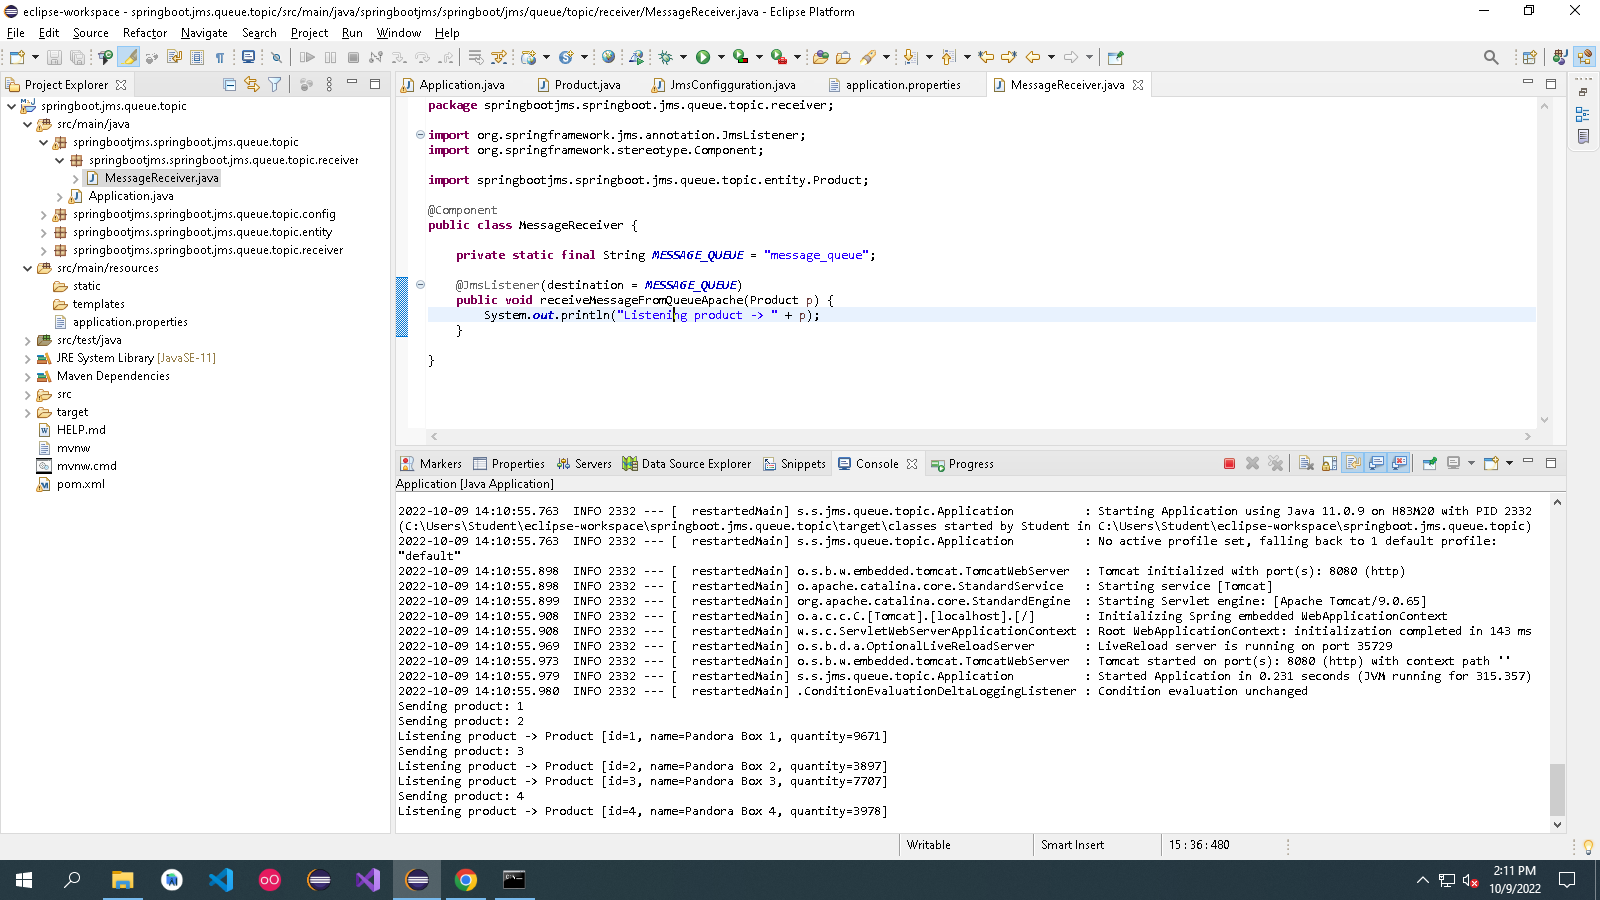 eclipse-workspace - springboot.jms.queue.topic/src/main/java/springbootjms/springboot/jms/queue/topic/receiver/MessageReceiver.java - Eclipse Platform
File Edit Source Refactor Navigate Search Project Run Window Help
Project Explorer
springboot.jms.queue.topic
src/main/java
springbootjms.springboot.jms.queue.topic
springbootjms.springboot.jms.queue.topic.receiver
MessageReceiver.java
Application.java
springbootjms.springboot.jms.queue.topic.config
springbootjms.springboot.jms.queue.topic.entity
springbootjms.springboot.jms.queue.topic.receiver
src/main/resources
static
templates
application.properties
src/test/java
JRE System Library [JavaSE-11]
Maven Dependencies
src
target
HELP.md
mvnw
mvnw.cmd
pom.xml
Application.java Product.java JmsConfigguration.java application.properties MessageReceiver.java
package springbootjms.springboot.jms.queue.topic.receiver;
import org.springframework.jms.annotation.JmsListener;
import org.springframework.stereotype.Component;
import springbootjms.springboot.jms.queue.topic.entity.Product;
@Component
public class MessageReceiver {
private static final String MESSAGE_QUEUE = "message_queue";
@JmsListener(destination = MESSAGE_QUEUE)
public void receiveMessageFromQueueApache(Product p) {
System.out.println("Listening product -> " + p);
}
}
Markers Properties Servers Data Source Explorer Snippets Console Progress
Application [Java Application]
2022-10-09 14:10:55.763  INFO 2332 --- [  restartedMain] s.s.jms.queue.topic.Application          : Starting Application using Java 11.0.9 on H83M20 with PID 2332
(C:\Users\Student\eclipse-workspace\springboot.jms.queue.topic\target\classes started by Student in C:\Users\Student\eclipse-workspace\springboot.jms.queue.topic)
2022-10-09 14:10:55.763  INFO 2332 --- [  restartedMain] s.s.jms.queue.topic.Application          : No active profile set, falling back to 1 default profile:
"default"
2022-10-09 14:10:55.898  INFO 2332 --- [  restartedMain] o.s.b.w.embedded.tomcat.TomcatWebServer  : Tomcat initialized with port(s): 8080 (http)
2022-10-09 14:10:55.898  INFO 2332 --- [  restartedMain] o.apache.catalina.core.StandardService   : Starting service [Tomcat]
2022-10-09 14:10:55.899  INFO 2332 --- [  restartedMain] org.apache.catalina.core.StandardEngine  : Starting Servlet engine: [Apache Tomcat/9.0.65]
2022-10-09 14:10:55.908  INFO 2332 --- [  restartedMain] o.a.c.c.C.[Tomcat].[localhost].[/]       : Initializing Spring embedded WebApplicationContext
2022-10-09 14:10:55.908  INFO 2332 --- [  restartedMain] w.s.c.ServletWebServerApplicationContext : Root WebApplicationContext: initialization completed in 143 ms
2022-10-09 14:10:55.969  INFO 2332 --- [  restartedMain] o.s.b.d.a.OptionalLiveReloadServer       : LiveReload server is running on port 35729
2022-10-09 14:10:55.973  INFO 2332 --- [  restartedMain] o.s.b.w.embedded.tomcat.TomcatWebServer  : Tomcat started on port(s): 8080 (http) with context path ''
2022-10-09 14:10:55.979  INFO 2332 --- [  restartedMain] s.s.jms.queue.topic.Application          : Started Application in 0.231 seconds (JVM running for 315.357)
2022-10-09 14:10:55.980  INFO 2332 --- [  restartedMain] .ConditionEvaluationDeltaLoggingListener : Condition evaluation unchanged
Sending product: 1
Sending product: 2
Listening product -> Product [id=1, name=Pandora Box 1, quantity=9671]
Sending product: 3
Listening product -> Product [id=2, name=Pandora Box 2, quantity=3897]
Listening product -> Product [id=3, name=Pandora Box 3, quantity=7707]
Sending product: 4
Listening product -> Product [id=4, name=Pandora Box 4, quantity=3978]
Writable Smart Insert 15 : 36 : 480
2:11 PM
10/9/2022